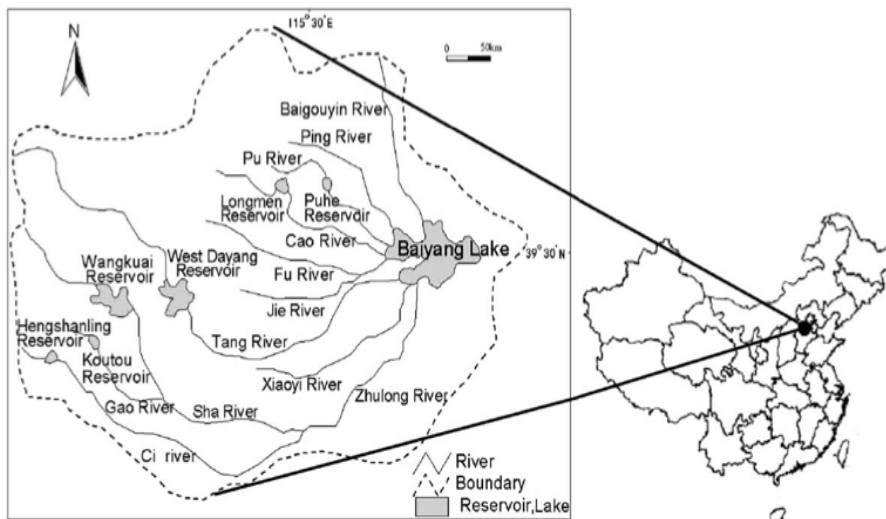 115°30'E
N
0 50km
Baigouyin River
Ping River
Pu River
Longmen
Reservoir
Puhe
Reservoir
Cao River
Baiyang Lake
39°30'N
Wangkuai
Reservoir
West Dayang
Reservoir
Fu River
Jie River
Hengshanling
Reservoir
Koutou
Reservoir
Tang River
Xiaoyi River
Zhulong River
Gao River
Sha River
Ci river
River
Boundary
Reservoir,Lake